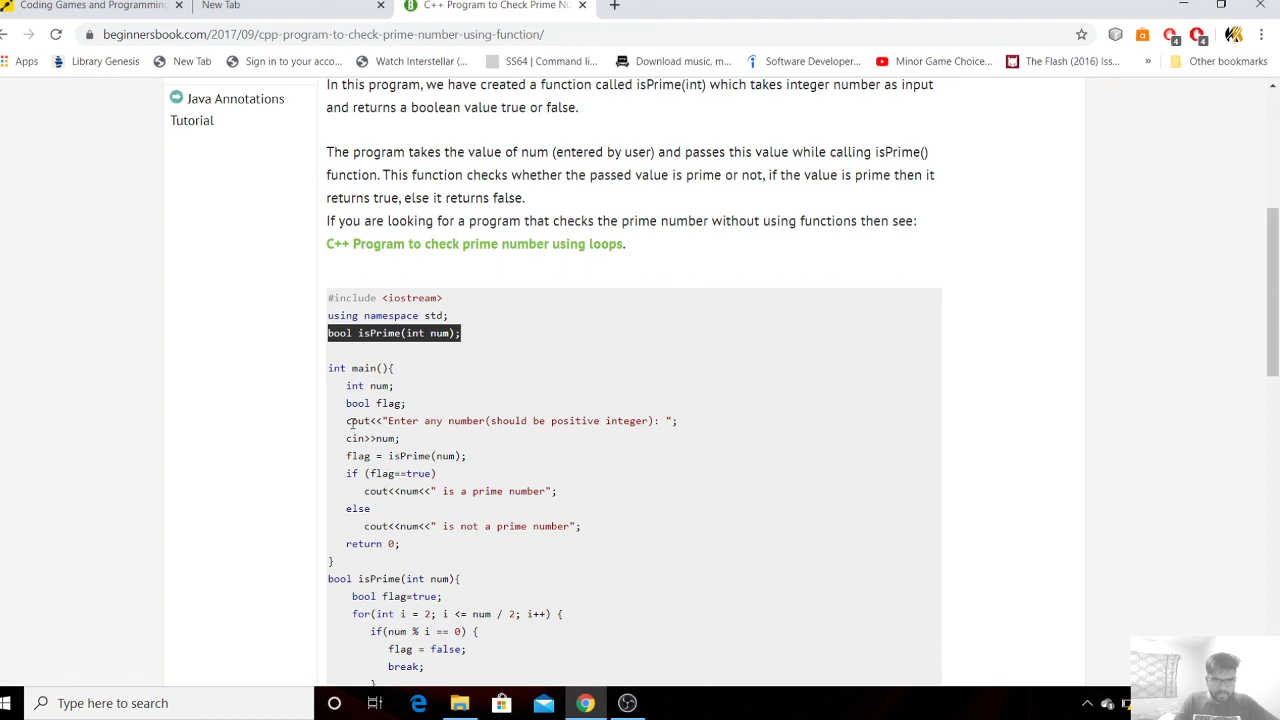 Coding Games and Programming
New Tab
C++ Program to Check Prime Nu
beginnersbook.com/2017/09/cpp-program-to-check-prime-number-using-function/
4
4
Apps
Library Genesis
New Tab
Sign in to your acco...
Watch Interstellar (...
SS64 | Command li...
Download music, m...
Software Developer...
Minor Game Choice...
The Flash (2016) Iss...
»
Other bookmarks
Java Annotations
Tutorial
In this program, we have created a function called isPrime(int) which takes integer number as input
and returns a boolean value true or false.
The program takes the value of num (entered by user) and passes this value while calling isPrime()
function. This function checks whether the passed value is prime or not, if the value is prime then it
returns true, else it returns false.
If you are looking for a program that checks the prime number without using functions then see:
C++ Program to check prime number using loops.
#include <iostream>
using namespace std;
bool isPrime(int num);
int main(){
int num;
bool flag;
cout<<"Enter any number(should be positive integer): ";
cin>>num;
flag = isPrime(num);
if (flag==true)
cout<<num<<" is a prime number";
else
cout<<num<<" is not a prime number";
return 0;
}
bool isPrime(int num){
bool flag=true;
for(int i = 2; i <= num / 2; i++) {
if(num % i == 0) {
flag = false;
break;
}
Type here to search